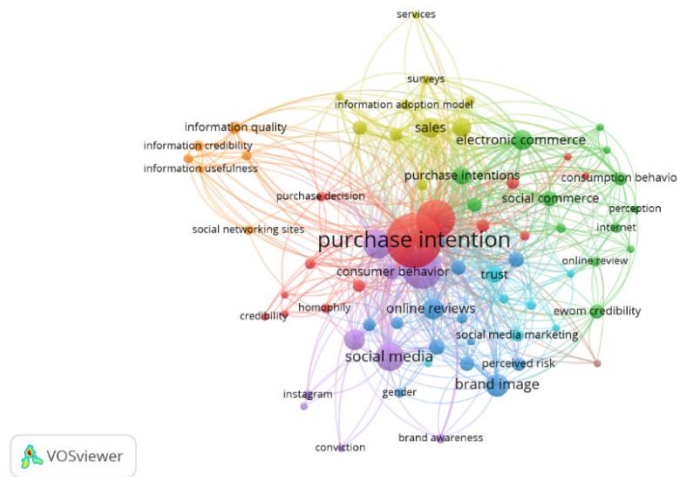 services
surveys
information adoption model
information quality
sales
electronic commerce
information credibility
information usefulness
purchase intentions
consumption behavio
purchase decision
social commerce
perception
social networking sites
internet
purchase intention
online review
consumer behavior
trust
homophily
online reviews
ewom credibility
credibility
social media marketing
social media
perceived risk
brand image
instagram
gender
brand awareness
conviction
VOSviewer